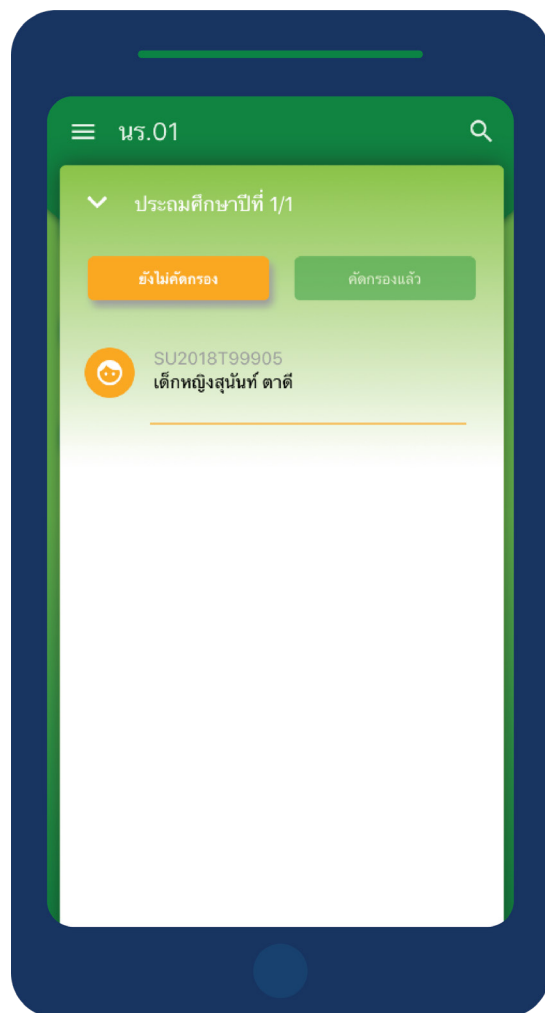 นร.01
ประถมศึกษาปีที่ 1/1
ยังไม่คัดกรอง
คัดกรองแล้ว
SU2018T99905
เด็กหญิงสุนันท์ ตาดี